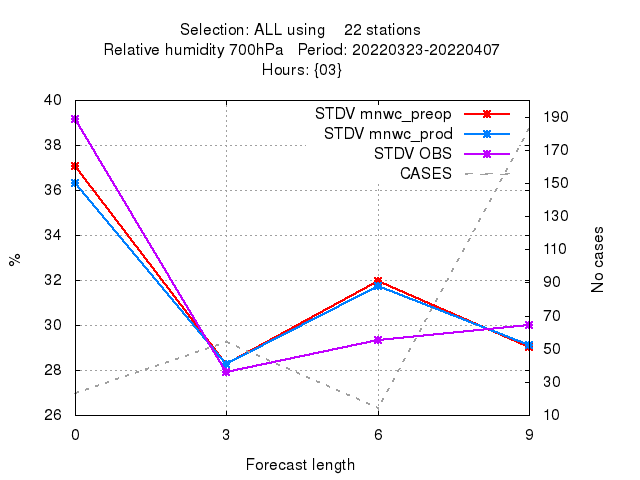 Selection: ALL using    22 stations
Relative humidity 700hPa   Period: 20220323-20220407
Hours: {03}
STDV mnwc_preop
STDV mnwc_prod
STDV OBS
CASES
40
38
36
34
32
30
28
26
%
190
170
150
130
110
90
70
50
30
10
No cases
0 3 6 9
Forecast length